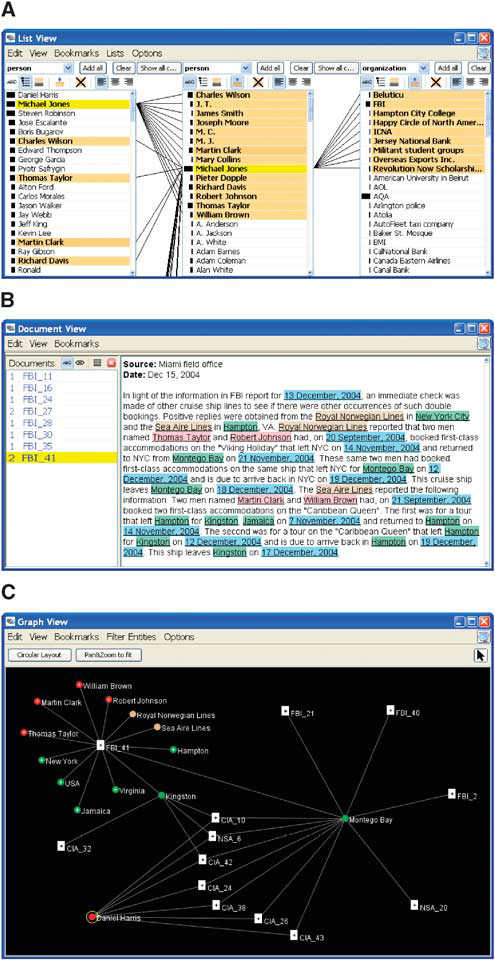 A
List View
Edit View Bookmarks Lists Options
person Add all Clear Show all c... person Add all Clear Show all c... organization Add all
ABC ABC ABC
Daniel Harris
Michael Jones
Steven Robinson
Jose Escalante
Boris Bugarov
Charles Wilson
Edward Thompson
George Garcia
Pyotr Safrygin
Thomas Taylor
Alton Ford
Carlos Morales
Jason Walker
Jay Webb
Jeff King
Kevin Lee
Martin Clark
Ray Gibson
Richard Davis
Ronald
Charles Wilson
J. T.
James Smith
Joseph Moore
M. C.
M. J.
Martin Clark
Mary Collins
Michael Jones
Pieter Dopple
Richard Davis
Robert Johnson
Thomas Taylor
William Brown
A. Anderson
A. Jackson
A. White
Adam Barnes
Adam Coleman
Alan White
Beluticu
FBI
Hampton City College
Happy Circle of North Amer...
ICNA
Jersey National Bank
Militant student groups
Overseas Exports Inc.
Revolution Now Scholarshi...
American University in Beirut
AOL
AQA
Arlington police
Atolia
AutoFleet taxi company
Baker St. Mosque
EMI
CalNational Bank
Canada Eastern Airlines
Canal Bank
B
Document View
Edit View Bookmarks
Documents ABC
1 FBI_11
1 FBI_16
1 FBI_24
1 FBI_27
1 FBI_28
1 FBI_30
1 FBI_35
2 FBI_41
Source: Miami field office
Date: Dec 15, 2004
In light of the information in FBI report for 13 December, 2004, an immediate check was
made of other cruise ship lines to see if there were other occurrences of such double
bookings. Positive replies were obtained from the Royal Norwegian Lines in New York City
and the Sea Aire Lines in Hampton, VA. Royal Norwegian Lines reported that two men
named Thomas Taylor and Robert Johnson had, on 20 September, 2004, booked first-class
accommodations on the "Viking Holiday" that left NYC on 14 November, 2004 and returned
to NYC from Montego Bay on 21 November, 2004. These same two men had booked
first-class accommodations on the same ship that left NYC for Montego Bay on 12
December, 2004 and is due to arrive back in NYC on 19 December, 2004. This cruise ship
leaves Montego Bay on 18 December, 2004. The Sea Aire Lines reported the following
information. Two men named Martin Clark and William Brown had, on 21 September, 2004
booked two first-class accommodations on the "Caribbean Queen". The first was for a tour
that left Hampton for Kingston, Jamaica on 7 November, 2004 and returned to Hampton on
14 November, 2004. The second was for a tour on the "Caribbean Queen" that left Hampton
for Kingston on 12 December, 2004 and is due to arrive back in Hampton on 19 December,
2004. This ship leaves Kingston on 17 December, 2004.
C
Graph View
Edit View Bookmarks Filter Entities Options
Circular Layout Pan&Zoom to fit
William Brown
Martin Clark
Robert Johnson
Royal Norwegian Lines
FBI_21
FBI_40
Sea Aire Lines
Thomas Taylor
FBI_41
Hampton
New York
USA
Virginia
Kingston
FBI_2
Jamaica
CIA_10
Montego Bay
NSA_6
CIA_32
CIA_42
CIA_24
CIA_38
NSA_20
Daniel Harris
CIA_26
CIA_43